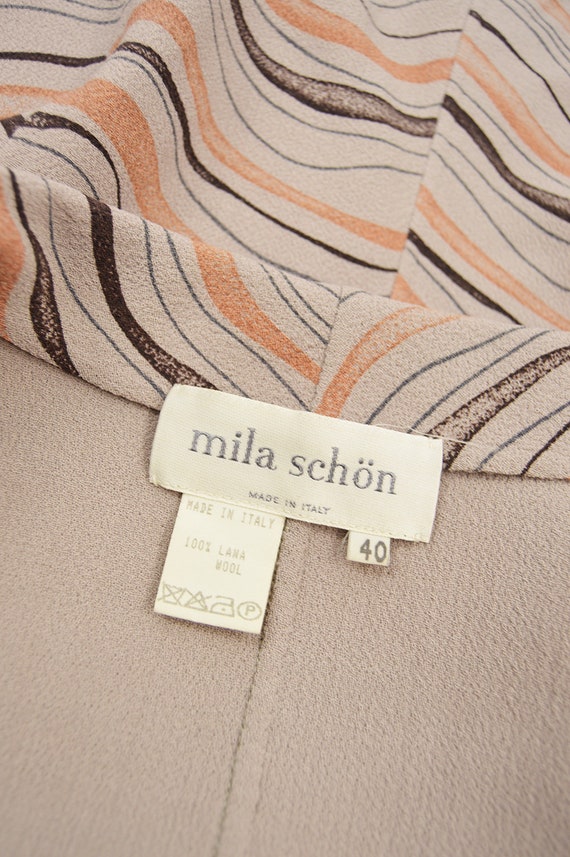 mila schön
MADE IN ITALY
MADE IN ITALY
40
100% LANA
WOOL
P